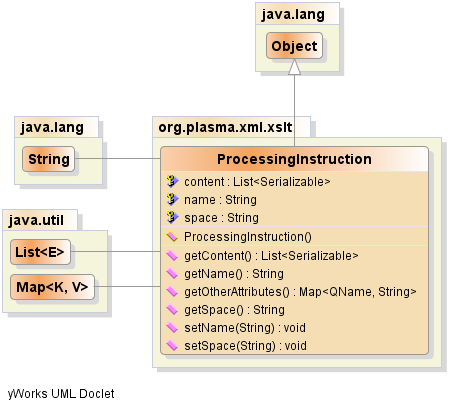 java.lang
Object
java.lang
String
org.plasma.xml.xslt
ProcessingInstruction
content : List<Serializable>
name : String
space : String
ProcessingInstruction()
getContent() : List<Serializable>
getName() : String
getOtherAttributes() : Map<QName, String>
getSpace() : String
setName(String) : void
setSpace(String) : void
java.util
List<E>
Map<K, V>
yWorks UML Doclet